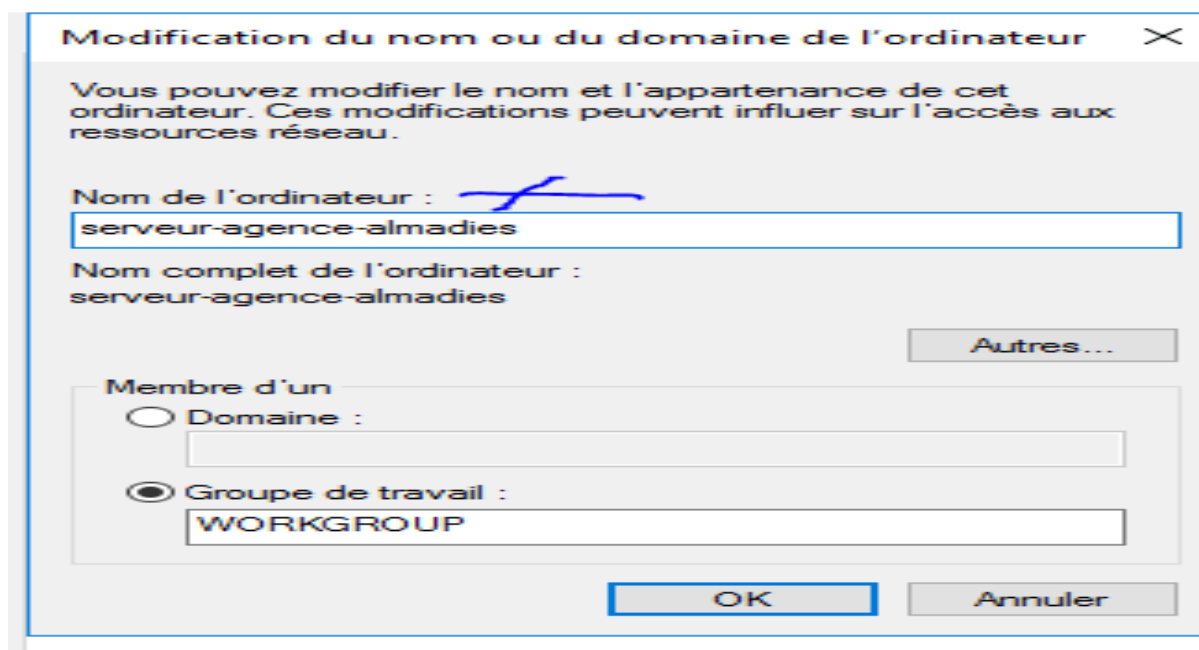 Modification du nom ou du domaine de l'ordinateur
Vous pouvez modifier le nom et l'appartenance de cet
ordinateur. Ces modifications peuvent influer sur l'accès aux
ressources réseau.
Nom de l'ordinateur :
serveur-agence-almadies
Nom complet de l'ordinateur :
serveur-agence-almadies
Autres...
Membre d'un
Domaine :
Groupe de travail :
WORKGROUP
OK
Annuler